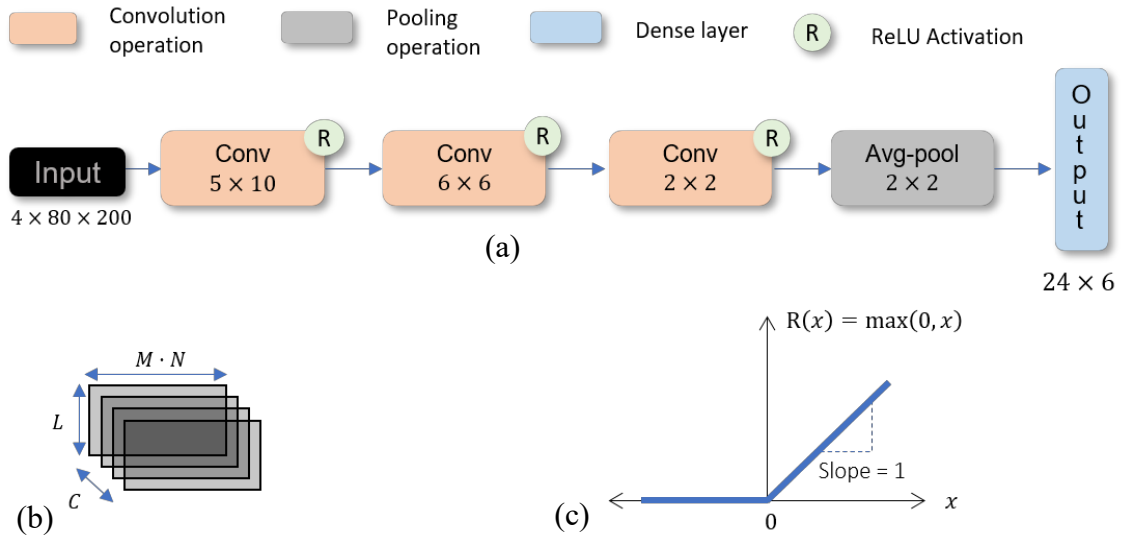 Convolution operation
Pooling operation
Dense layer
R
ReLU Activation
Input
4 × 80 × 200
Conv
5 × 10
R
Conv
6 × 6
R
Conv
2 × 2
R
Avg-pool
2 × 2
Output
24 × 6
(a)
M · N
L
C
(b)
R(x) = max(0, x)
Slope = 1
0
x
(c)